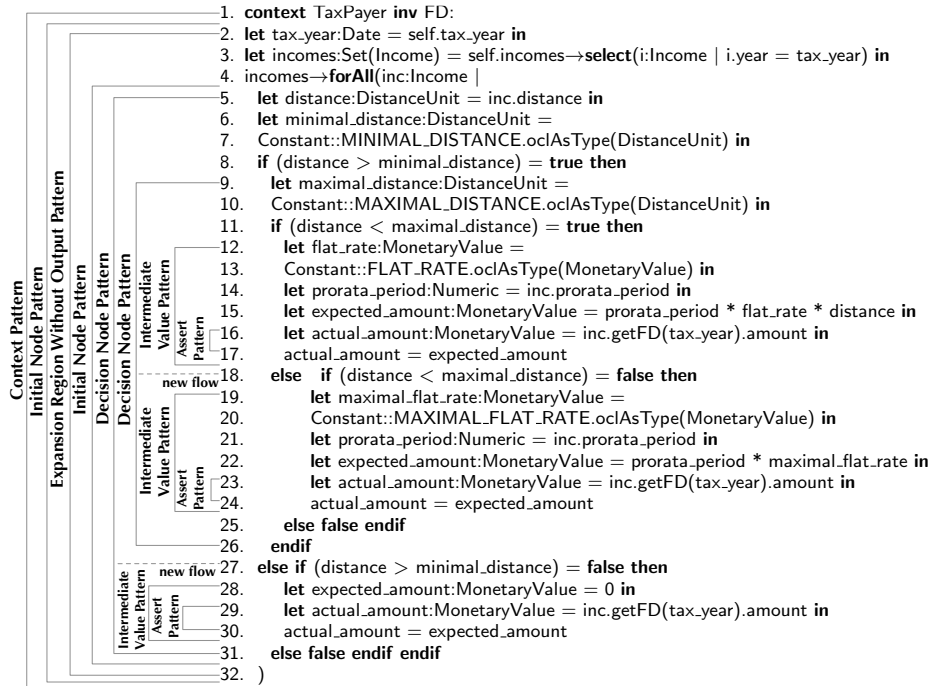 1. context TaxPayer inv FD:
2. let tax_year:Date = self.tax_year in
3. let incomes:Set(Income) = self.incomes→select(i:Income | i.year = tax_year) in
4. incomes→forAll(inc:Income |
5. let distance:DistanceUnit = inc.distance in
6. let minimal_distance:DistanceUnit =
7. Constant::MINIMAL_DISTANCE.oclAsType(DistanceUnit) in
8. if (distance > minimal_distance) = true then
9. let maximal_distance:DistanceUnit =
10. Constant::MAXIMAL_DISTANCE.oclAsType(DistanceUnit) in
11. if (distance < maximal_distance) = true then
12. let flat_rate:MonetaryValue =
13. Constant::FLAT_RATE.oclAsType(MonetaryValue) in
14. let prorata_period:Numeric = inc.prorata_period in
15. let expected_amount:MonetaryValue = prorata_period * flat_rate * distance in
16. let actual_amount:MonetaryValue = inc.getFD(tax_year).amount in
17. actual_amount = expected_amount
18. else if (distance < maximal_distance) = false then
19. let maximal_flat_rate:MonetaryValue =
20. Constant::MAXIMAL_FLAT_RATE.oclAsType(MonetaryValue) in
21. let prorata_period:Numeric = inc.prorata_period in
22. let expected_amount:MonetaryValue = prorata_period * maximal_flat_rate in
23. let actual_amount:MonetaryValue = inc.getFD(tax_year).amount in
24. actual_amount = expected_amount
25. else false endif
26. endif
27. else if (distance > minimal_distance) = false then
28. let expected_amount:MonetaryValue = 0 in
29. let actual_amount:MonetaryValue = inc.getFD(tax_year).amount in
30. actual_amount = expected_amount
31. else false endif endif
32. )
Context Pattern
Initial Node Pattern
Expansion Region Without Output Pattern
Initial Node Pattern
Decision Node Pattern
Decision Node Pattern
Intermediate
Value Pattern
Assert
Pattern
new flow
Intermediate
Value Pattern
Assert
Pattern
new flow
Intermediate
Value Pattern
Assert
Pattern